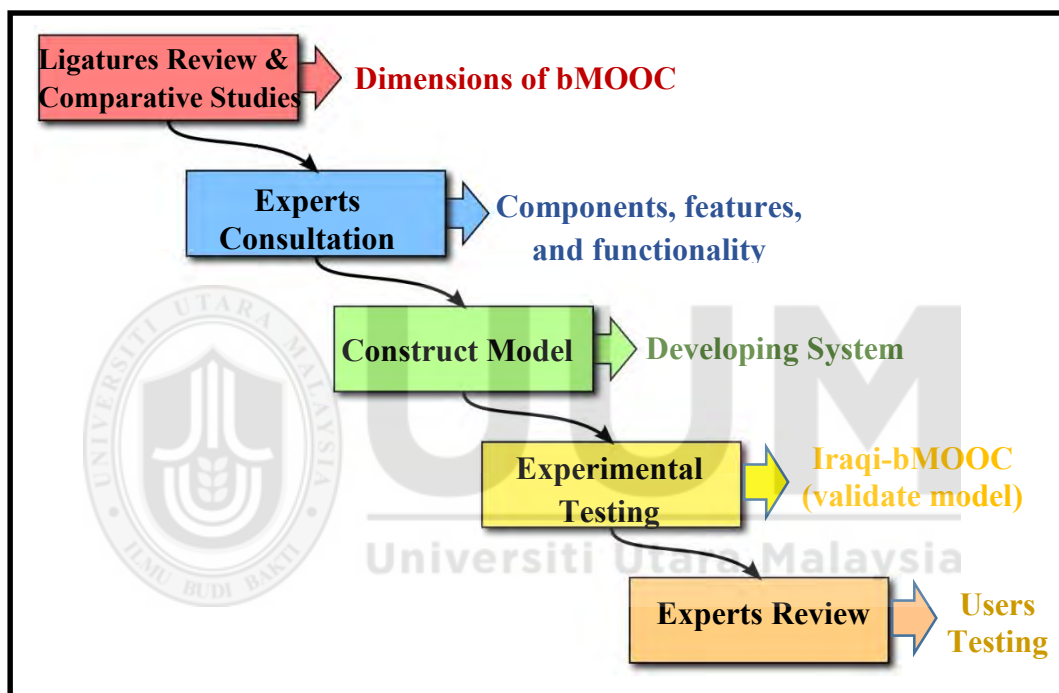 Ligatures Review &
Comparative Studies
Dimensions of bMOOC
Experts
Consultation
Components, features,
and functionality
Construct Model
Developing System
Experimental
Testing
Iraqi-bMOOC
(validate model)
Experts Review
Users
Testing
UUM
Universiti Utara Malaysia
UNIVERSITI UTARA MALAYSIA
ILMU BUDI BAKTI